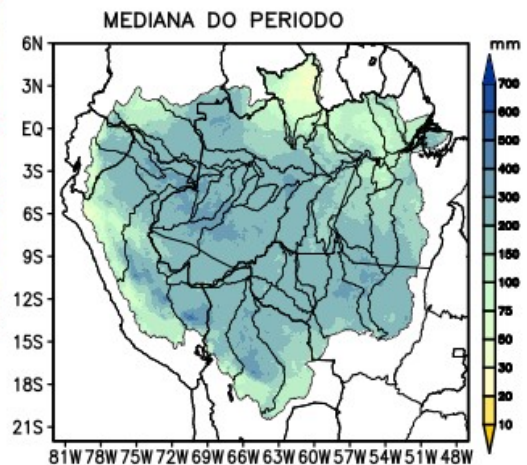 MEDIANA DO PERIODO
mm
6N
3N
EQ
3S
6S
9S
12S
15S
18S
21S
81W 78W 75W 72W 69W 66W 63W 60W 57W 54W 51W 48W
700
600
500
400
300
200
150
100
75
50
30
20
10